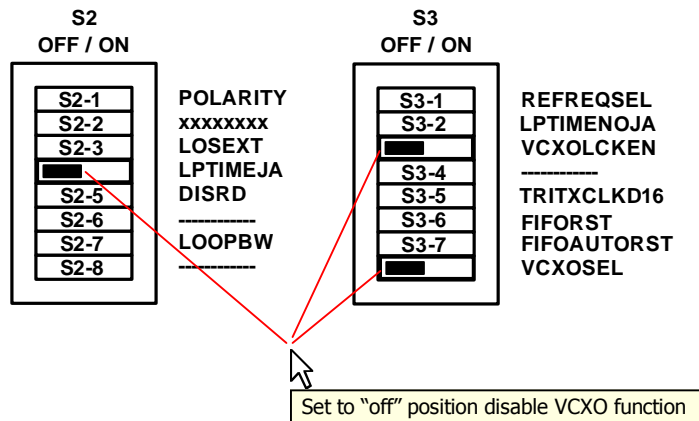 S2
OFF / ON
S2-1 POLARITY
S2-2 xxxxxxxx
S2-3 LOSEXT
LPTIMEJA
S2-5 DISRD
S2-6 ------------
S2-7 LOOPBW
S2-8 ------------
S3
OFF / ON
S3-1 REFREQSEL
S3-2 LPTIMENOJA
VCXOLCKEN
S3-4 ------------
S3-5 TRITXCLKD16
S3-6 FIFORST
S3-7 FIFOAUTORST
VCXOSEL
Set to “off” position disable VCXO function